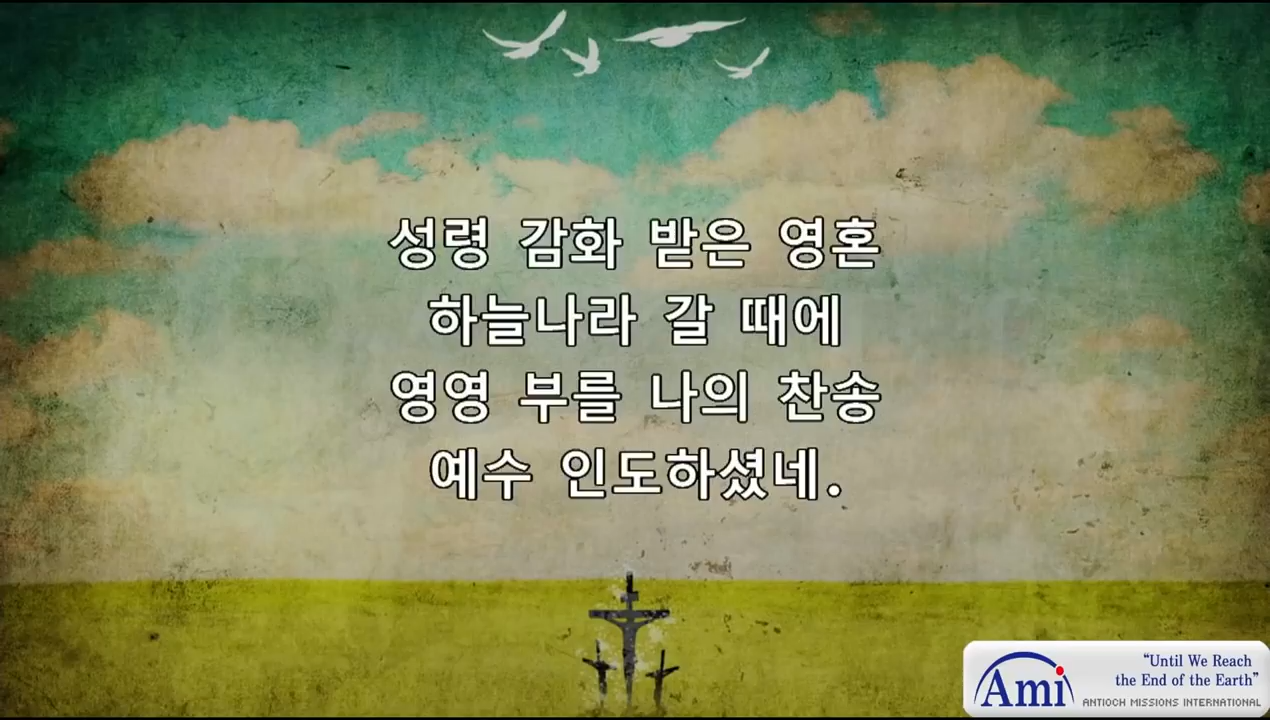 성령 감화 받은 영혼
하늘나라 갈 때에
영영 부를 나의 찬송
예수 인도하셨네.
Ami
“Until We Reach
the End of the Earth”
ANTIOCH MISSIONS INTERNATIONAL